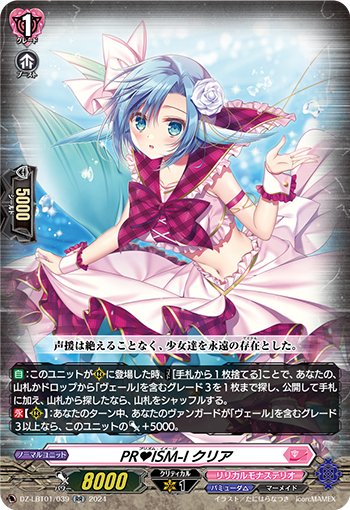 1
グレード
ブースト
5000
シールド
声援は絶えることなく、少女達を永遠の存在とした。
自：このユニットが Ⓡ に登場した時、［手札から１枚捨てる］ことで、あなたの、
山札かドロップから「ヴェール」を含むグレード３を１枚まで探し、公開して手札
に加え、山札から探したなら、山札をシャッフルする。
永【Ⓡ】：あなたのターン中、あなたのヴァンガードが「ヴェール」を含むグレード
３以上なら、このユニットの＋5000。
ノーマルユニット
PR♥ISM-I クリア
パワー 8000
クリティカル
1
リリカルモナステリオ
バミューダ△
マーメイド
DZ-LBT01/039 2024
イラスト／たにはらなつき icon:MAMEX